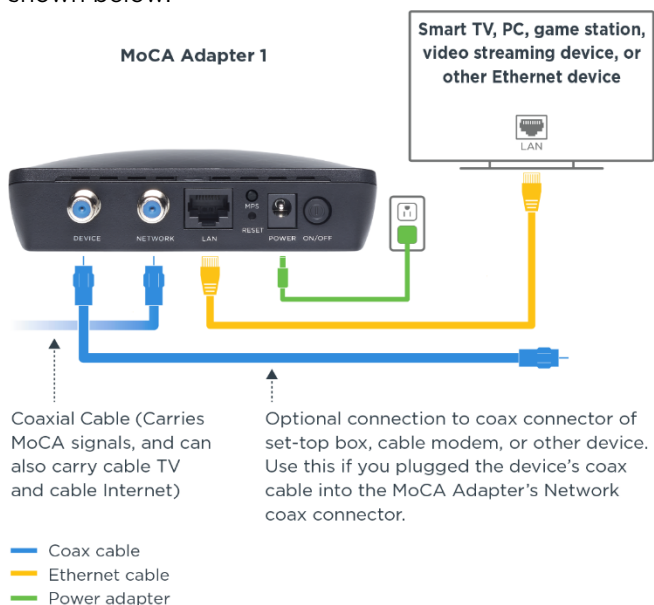 shown below:
MoCA Adapter 1
Smart TV, PC, game station,
video streaming device, or
other Ethernet device
LAN
DEVICE
NETWORK
LAN
MPS
RESET
POWER
ON/OFF
Coaxial Cable (Carries
MoCA signals, and can
also carry cable TV
and cable Internet)
Optional connection to coax connector of
set-top box, cable modem, or other device.
Use this if you plugged the device's coax
cable into the MoCA Adapter's Network
coax connector.
Coax cable
Ethernet cable
Power adapter